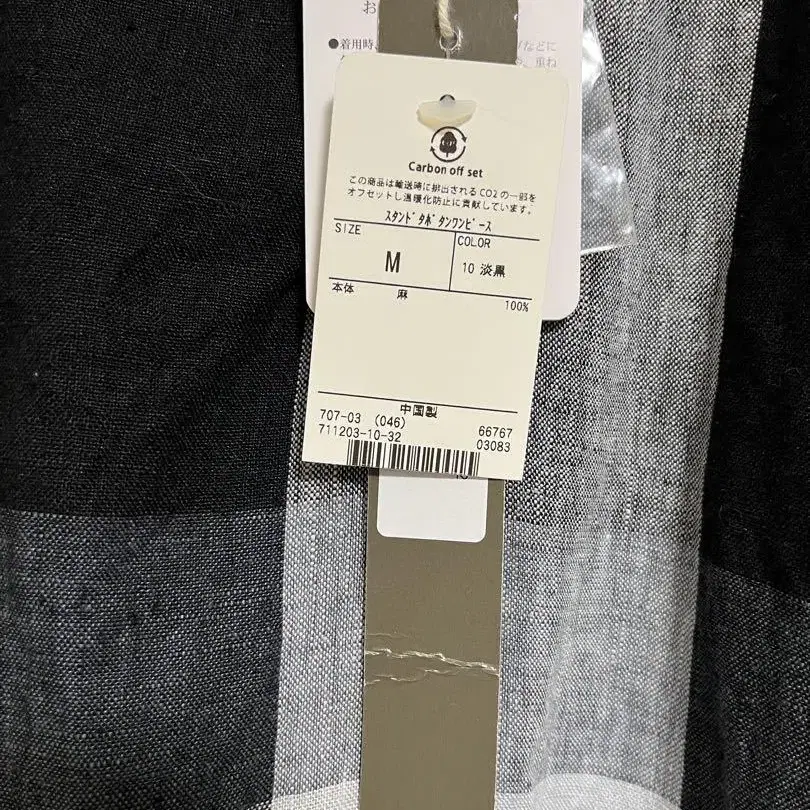 お
●着用時、
などに
、重ね
Carbon off set
この商品は輸送時に排出されるCO2の一部を
オフセットし温暖化防止に貢献しています。
スタンドタボタンワンピース
SIZE
M
COLOR
10 淡黒
本体 麻 100%
中国製
707-03 (046) 66767
711203-10-32 03083